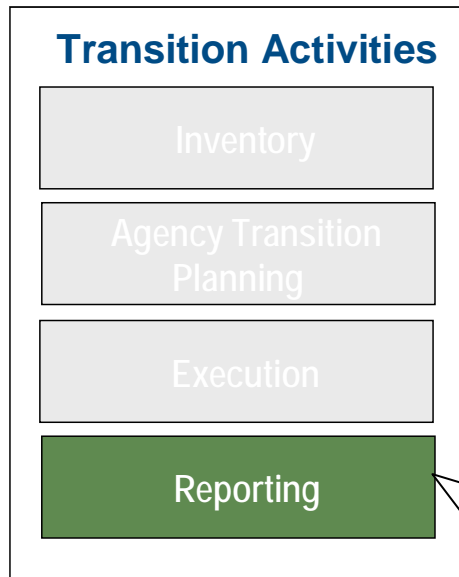 Transition Activities
Inventory
Agency Transition
Planning
Execution
Reporting